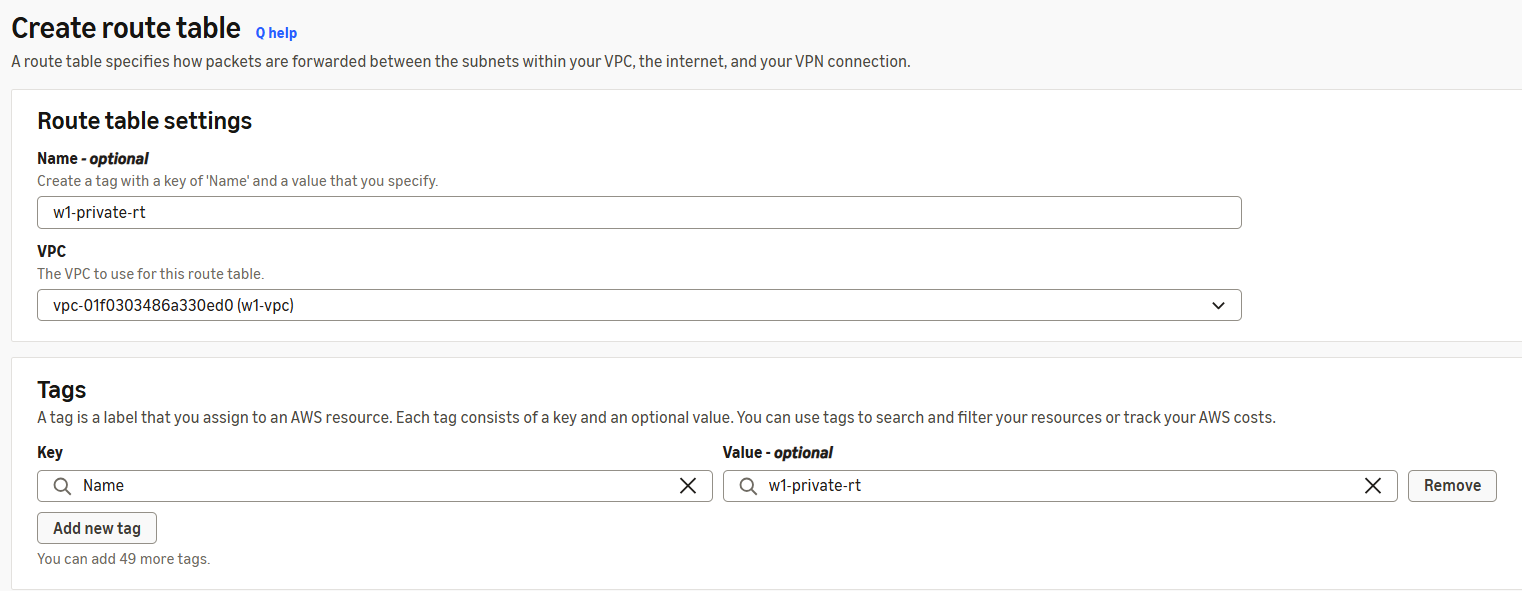 Create route table Q help
A route table specifies how packets are forwarded between the subnets within your VPC, the internet, and your VPN connection.
Route table settings
Name - optional
Create a tag with a key of 'Name' and a value that you specify.
w1-private-rt
VPC
The VPC to use for this route table.
vpc-01f0303486a330ed0 (w1-vpc)
Tags
A tag is a label that you assign to an AWS resource. Each tag consists of a key and an optional value. You can use tags to search and filter your resources or track your AWS costs.
Key Value - optional
Name w1-private-rt Remove
Add new tag
You can add 49 more tags.